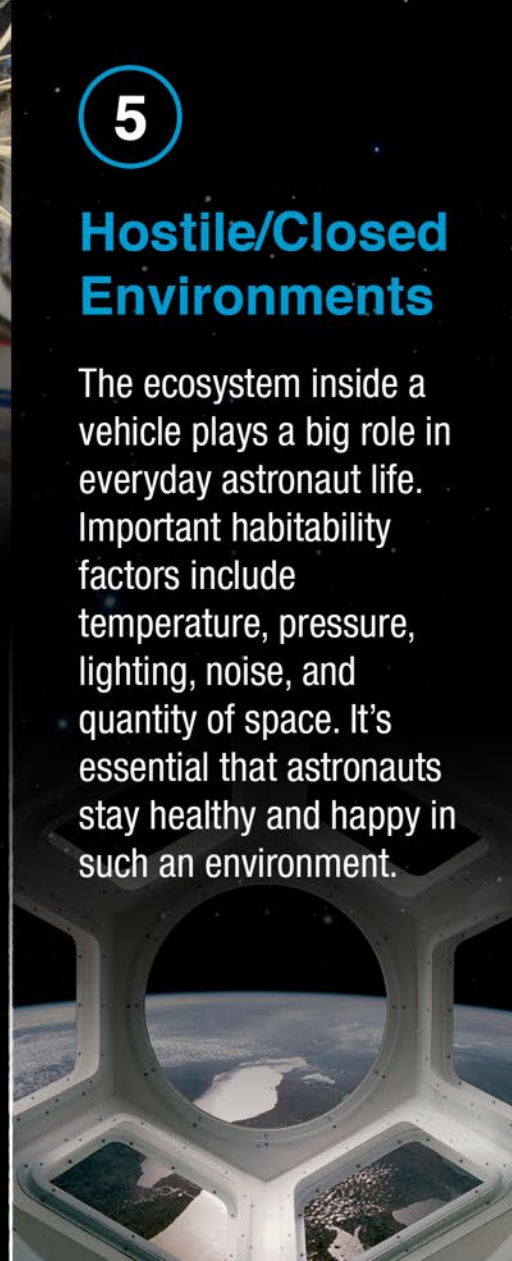 5
Hostile/Closed
Environments
The ecosystem inside a
vehicle plays a big role in
everyday astronaut life.
Important habitability
factors include
temperature, pressure,
lighting, noise, and
quantity of space. It’s
essential that astronauts
stay healthy and happy in
such an environment.